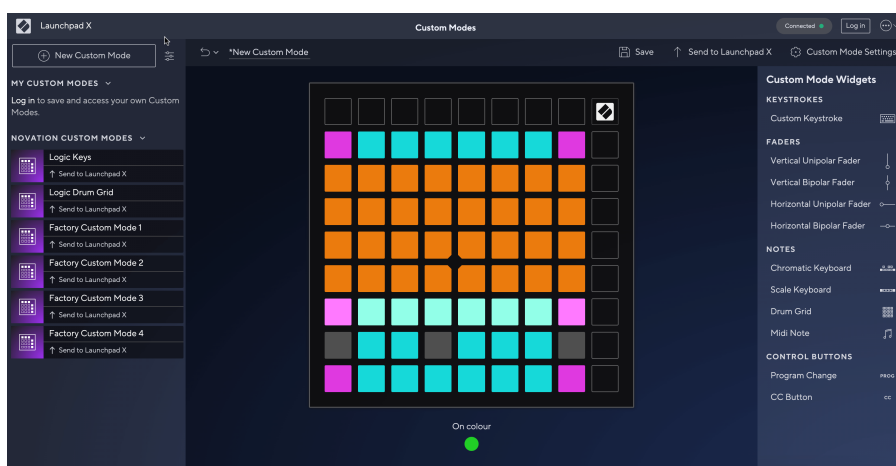 Launchpad X
Custom Modes
Connected
Log in
New Custom Mode
*New Custom Mode
Save
Send to Launchpad X
Custom Mode Settings
MY CUSTOM MODES
Log in to save and access your own Custom
Modes.
NOVATION CUSTOM MODES
Logic Keys
Send to Launchpad X
Logic Drum Grid
Send to Launchpad X
Factory Custom Mode 1
Send to Launchpad X
Factory Custom Mode 2
Send to Launchpad X
Factory Custom Mode 3
Send to Launchpad X
Factory Custom Mode 4
Send to Launchpad X
On colour
Custom Mode Widgets
KEYSTROKES
Custom Keystroke
FADERS
Vertical Unipolar Fader
Vertical Bipolar Fader
Horizontal Unipolar Fader
Horizontal Bipolar Fader
NOTES
Chromatic Keyboard
Scale Keyboard
Drum Grid
Midi Note
CONTROL BUTTONS
Program Change PROG
CC Button CC